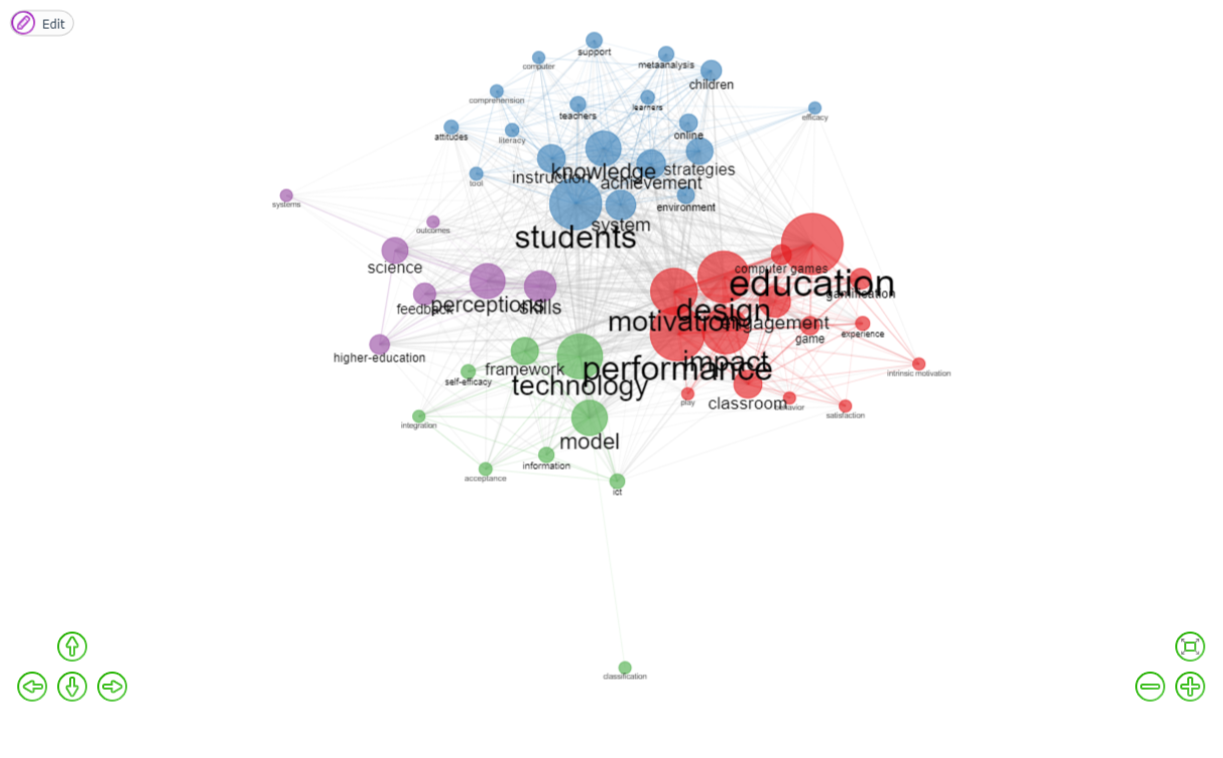 Edit
support
computer
metaanalysis
children
comprehension
learners
teachers
efficacy
attitudes
literacy
online
knowledge
strategies
instruction
achievement
tool
environment
systems
outcomes
system
students
science
computer games
education
gamification
feedback
perceptions
skills
design
motivation
engagement
game
experience
higher-education
impact
framework
performance
intrinsic motivation
self-efficacy
technology
play
classroom
behavior
satisfaction
integration
model
information
acceptance
ict
classification